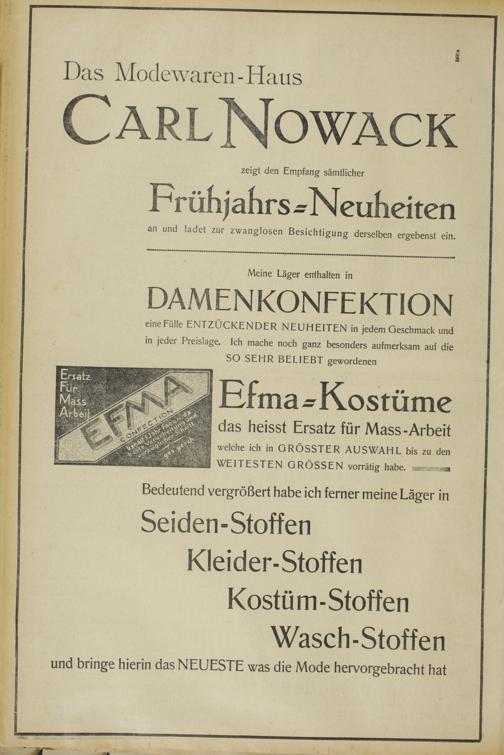 Das Modewaren-Haus
CARL NOWACK
zeigt den Empfang sämtlicher
Frühjahrs=Neuheiten
an und ladet zur zwanglosen Besichtigung derselben ergebenst ein.
Meine Läger enthalten in
DAMENKONFEKTION
eine Fülle ENTZÜCKENDER NEUHEITEN in jedem Geschmack und
in jeder Preislage. Ich mache noch ganz besonders aufmerksam auf die
SO SEHR BELIEBT gewordenen
Ersatz
Für
Mass
Arbeit
EFMA
CONFECTION
Efma=Kostüme
das heisst Ersatz für Mass-Arbeit
welche ich in GRÖSSTER AUSWAHL bis zu den
WEITESTEN GRÖSSEN vorrätig habe.
Bedeutend vergrößert habe ich ferner meine Läger in
Seiden-Stoffen
Kleider-Stoffen
Kostüm-Stoffen
Wasch-Stoffen
und bringe hierin das NEUESTE was die Mode hervorgebracht hat